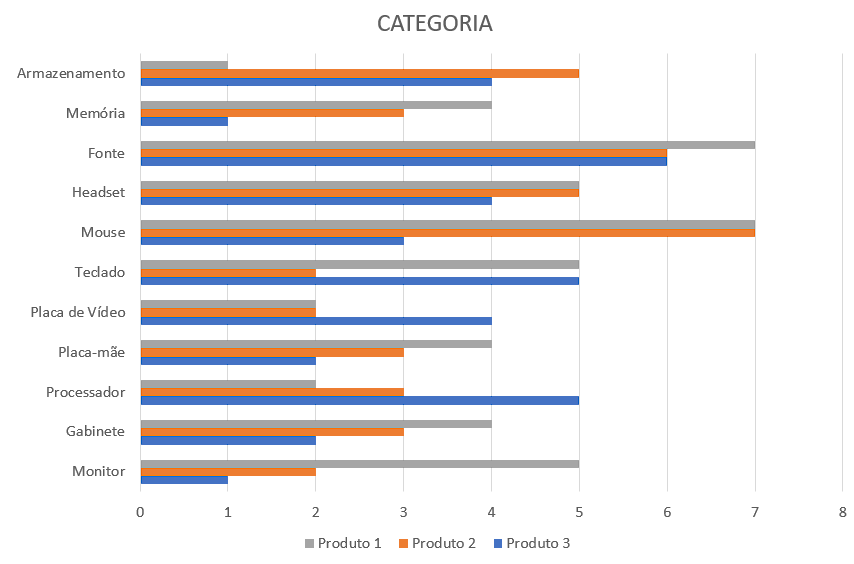 CATEGORIA
Armazenamento
Memória
Fonte
Headset
Mouse
Teclado
Placa de Vídeo
Placa-mãe
Processador
Gabinete
Monitor
0 1 2 3 4 5 6 7 8
Produto 1 Produto 2 Produto 3